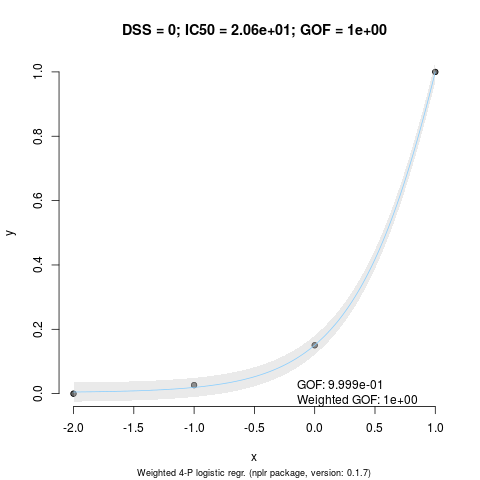 DSS = 0; IC50 = 2.06e+01; GOF = 1e+00
1.0
0.8
0.6
0.4
0.2
0.0
y
GOF: 9.999e-01
Weighted GOF: 1e+00
-2.0 -1.5 -1.0 -0.5 0.0 0.5 1.0
x
Weighted 4-P logistic regr. (nplr package, version: 0.1.7)